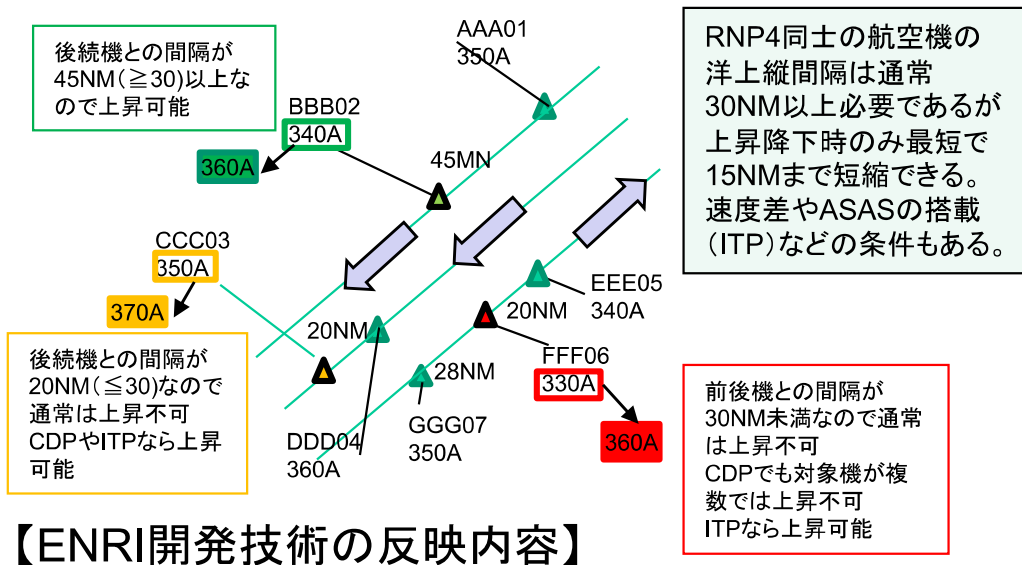 後続機との間隔が
45NM(≧30)以上な
ので上昇可能
AAA01
350A
BBB02
340A
360A
45MN
RNP4同士の航空機の
洋上縦間隔は通常
30NM以上必要であるが
上昇降下時のみ最短で
15NMまで短縮できる。
速度差やASASの搭載
(ITP)などの条件もある。
CCC03
350A
370A
20NM
EEE05
340A
20NM
FFF06
330A
360A
28NM
GGG07
350A
DDD04
360A
後続機との間隔が
20NM(≦30)なので
通常は上昇不可
CDPやITPなら上昇
可能
前後機との間隔が
30NM未満なので通常
は上昇不可
CDPでも対象機が複
数では上昇不可
ITPなら上昇可能
【ENRI開発技術の反映内容】